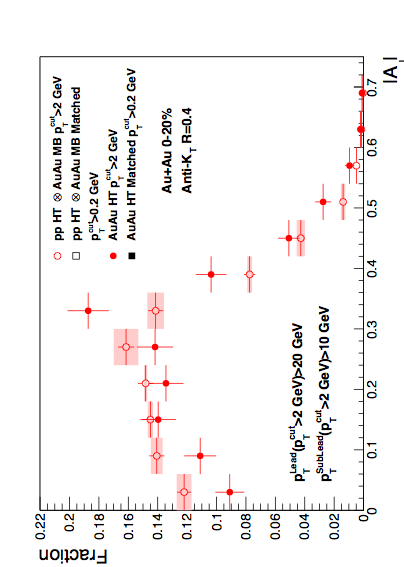 Fraction
0.22
0.2
0.18
0.16
0.14
0.12
0.1
0.08
0.06
0.04
0.02
0
0
0.1
0.2
0.3
0.4
0.5
0.6
0.7
|A
J
|
pp HT ⊗ AuAu MB p_T^cut>2 GeV
pp HT ⊗ AuAu MB Matched
p_T^cut>0.2 GeV
AuAu HT p_T^cut>2 GeV
AuAu HT Matched p_T^cut>0.2 GeV
Au+Au 0-20%
Anti-K_T R=0.4
p_T^Lead(p_T^cut>2 GeV)>20 GeV
p_T^SubLead(p_T^cut>2 GeV)>10 GeV